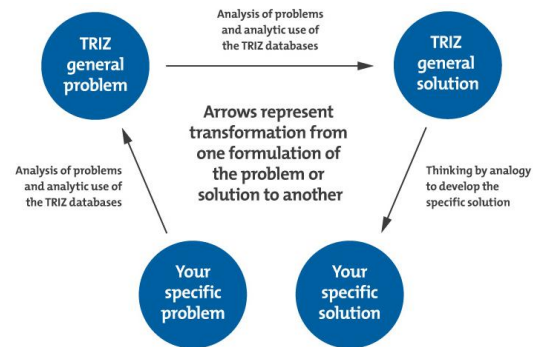 Analysis of problems
and analytic use of
the TRIZ databases
TRIZ
general
problem
TRIZ
general
solution
Arrows represent
transformation from
one formulation of
the problem or
solution to another
Analysis of problems
and analytic use of
the TRIZ databases
Thinking by analogy
to develop the
specific solution
Your
specific
problem
Your
specific
solution